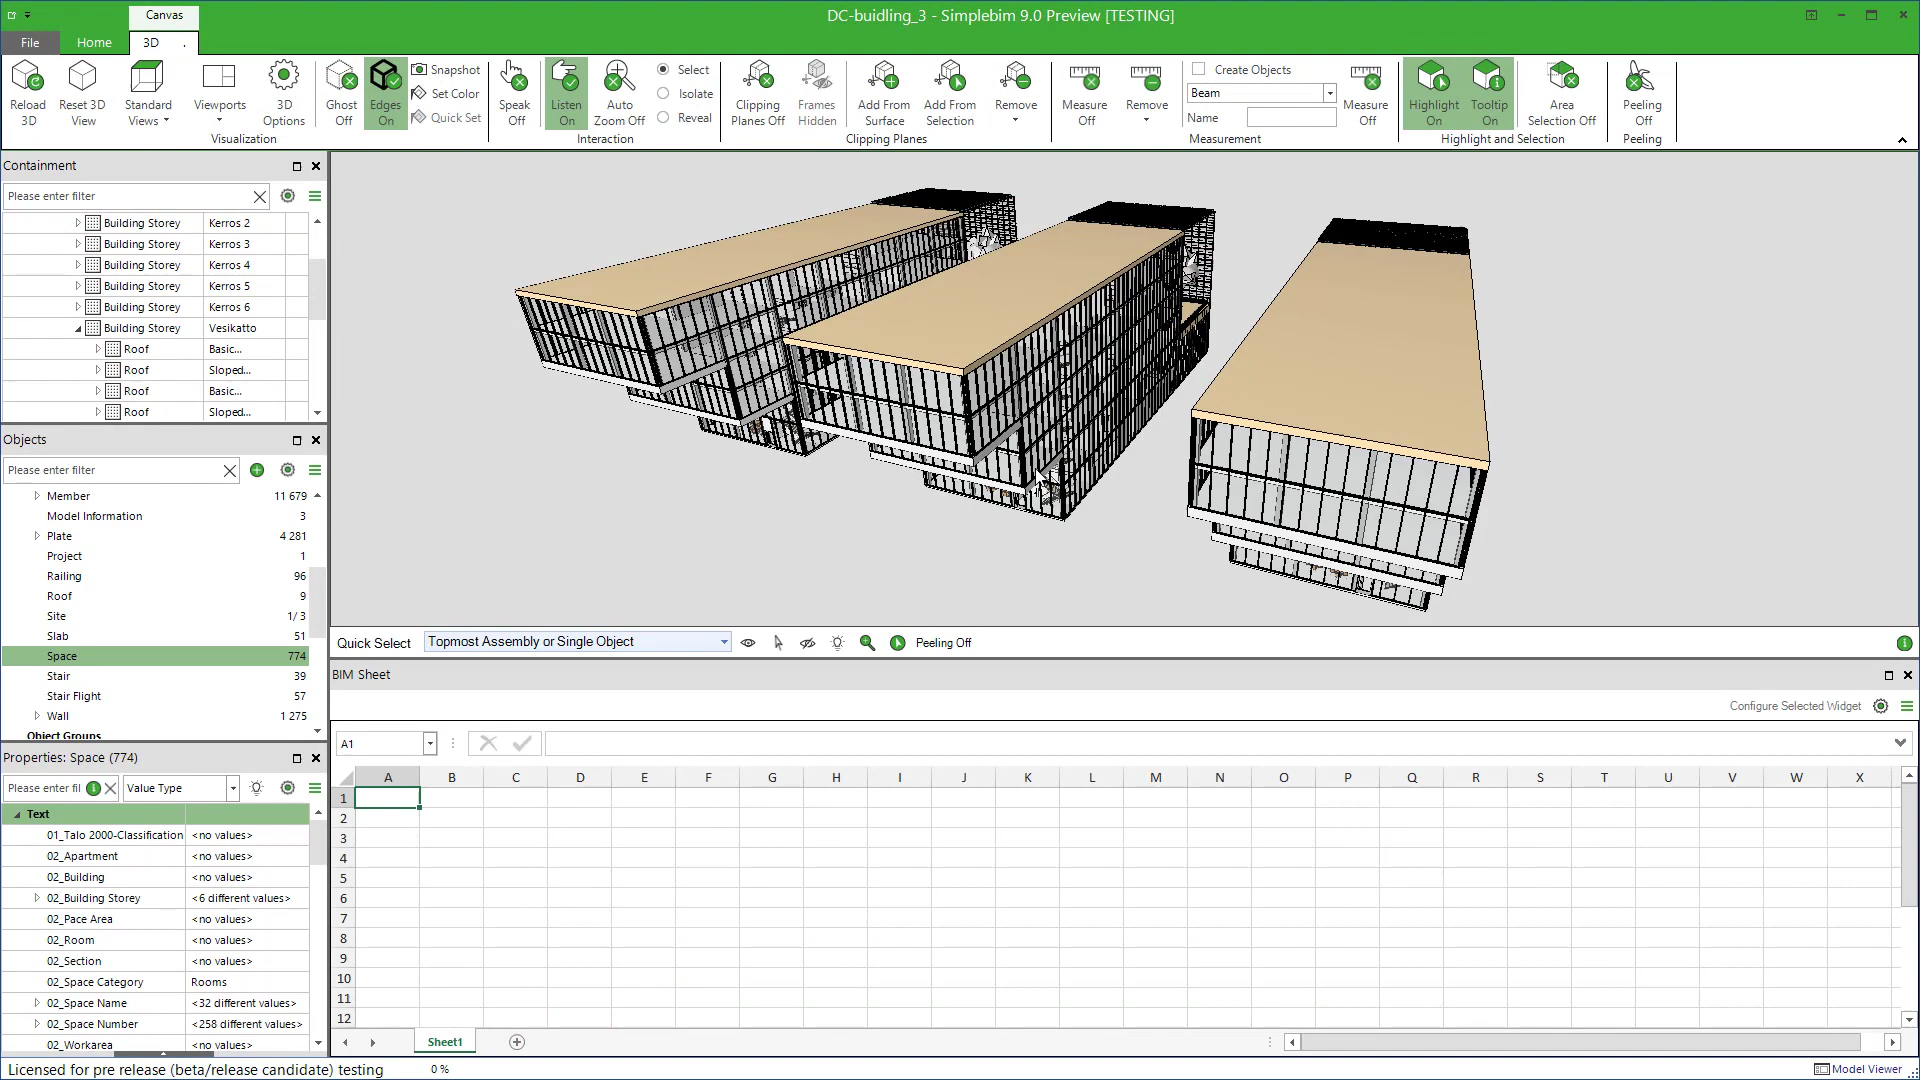 Canvas
DC-buidling_3 - Simplebim 9.0 Preview [TESTING]
File
Home
3D
Reload 3D
Reset 3D View
Standard Views
Viewports
3D Options
Ghost Off
Edges On
Snapshot
Set Color
Quick Set
Speak Off
Listen On
Auto Zoom Off
Select
Isolate
Reveal
Clipping Planes Off
Frames Hidden
Add From Surface
Add From Selection
Remove
Measure Off
Remove
Create Objects
Beam
Name
Measure Off
Highlight On
Tooltip On
Area Selection Off
Peeling Off
Visualization
Interaction
Clipping Planes
Measurement
Highlight and Selection
Peeling
Containment
Please enter filter
Building Storey Kerros 2
Building Storey Kerros 3
Building Storey Kerros 4
Building Storey Kerros 5
Building Storey Kerros 6
Building Storey Vesikatto
Roof Basic...
Roof Sloped...
Roof Basic...
Roof Sloped...
Objects
Please enter filter
Member 11 679
Model Information 3
Plate 4 281
Project 1
Railing 96
Roof 9
Site 1/ 3
Slab 51
Space 774
Stair 39
Stair Flight 57
Wall 1 275
Object Groups
Properties: Space (774)
Please enter fil
Value Type
Text
01_Talo 2000-Classification <no values>
02_Apartment <no values>
02_Building <no values>
02_Building Storey <6 different values>
02_Pace Area <no values>
02_Room <no values>
02_Section <no values>
02_Space Category Rooms
02_Space Name <32 different values>
02_Space Number <258 different values>
02_Workarea <no values>
Quick Select
Topmost Assembly or Single Object
Peeling Off
BIM Sheet
Configure Selected Widget
A1
A B C D E F G H I J K L M N O P Q R S T U V W X
1
2
3
4
5
6
7
8
9
10
11
12
Sheet1
Licensed for pre release (beta/release candidate) testing
0 %
Model Viewer